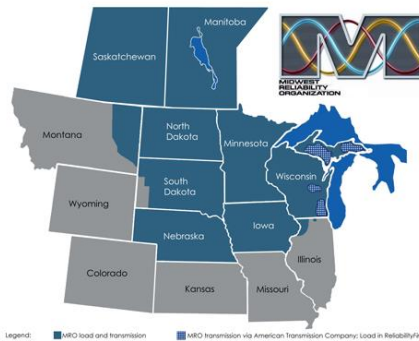 Manitoba
Saskatchewan
MIDWEST
RELIABILITY
ORGANIZATION
Montana
North
Dakota
Minnesota
South
Dakota
Wisconsin
Wyoming
Nebraska
Iowa
Illinois
Colorado
Kansas
Missouri
Legend:
MRO load and transmission
MRO transmission via American Transmission Company; Load in ReliabilityFi